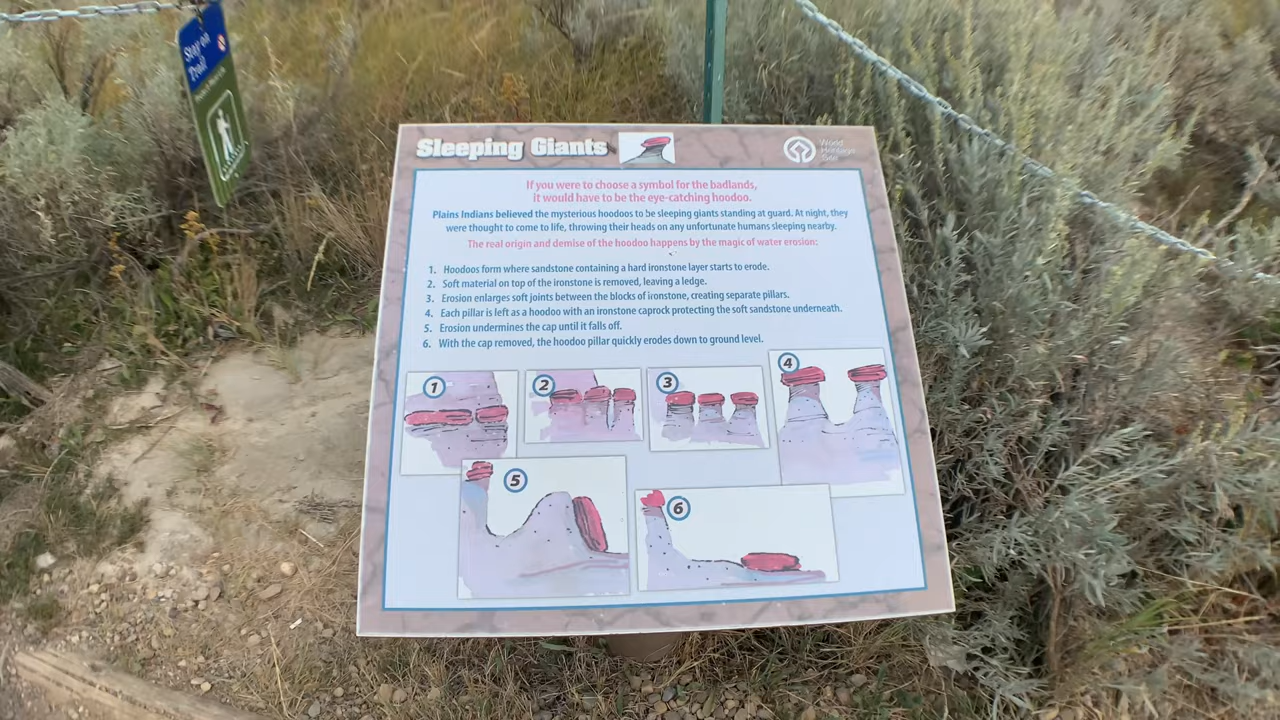 Stay on
Trail
Sleeping Giants
World
Heritage
Site
If you were to choose a symbol for the badlands,
it would have to be the eye-catching hoodoo.
Plains Indians believed the mysterious hoodoos to be sleeping giants standing at guard. At night, they
were thought to come to life, throwing their heads on any unfortunate humans sleeping nearby.
The real origin and demise of the hoodoo happens by the magic of water erosion:
1. Hoodoos form where sandstone containing a hard ironstone layer starts to erode.
2. Soft material on top of the ironstone is removed, leaving a ledge.
3. Erosion enlarges soft joints between the blocks of ironstone, creating separate pillars.
4. Each pillar is left as a hoodoo with an ironstone caprock protecting the soft sandstone underneath.
5. Erosion undermines the cap until it falls off.
6. With the cap removed, the hoodoo pillar quickly erodes down to ground level.
1
2
3
4
5
6